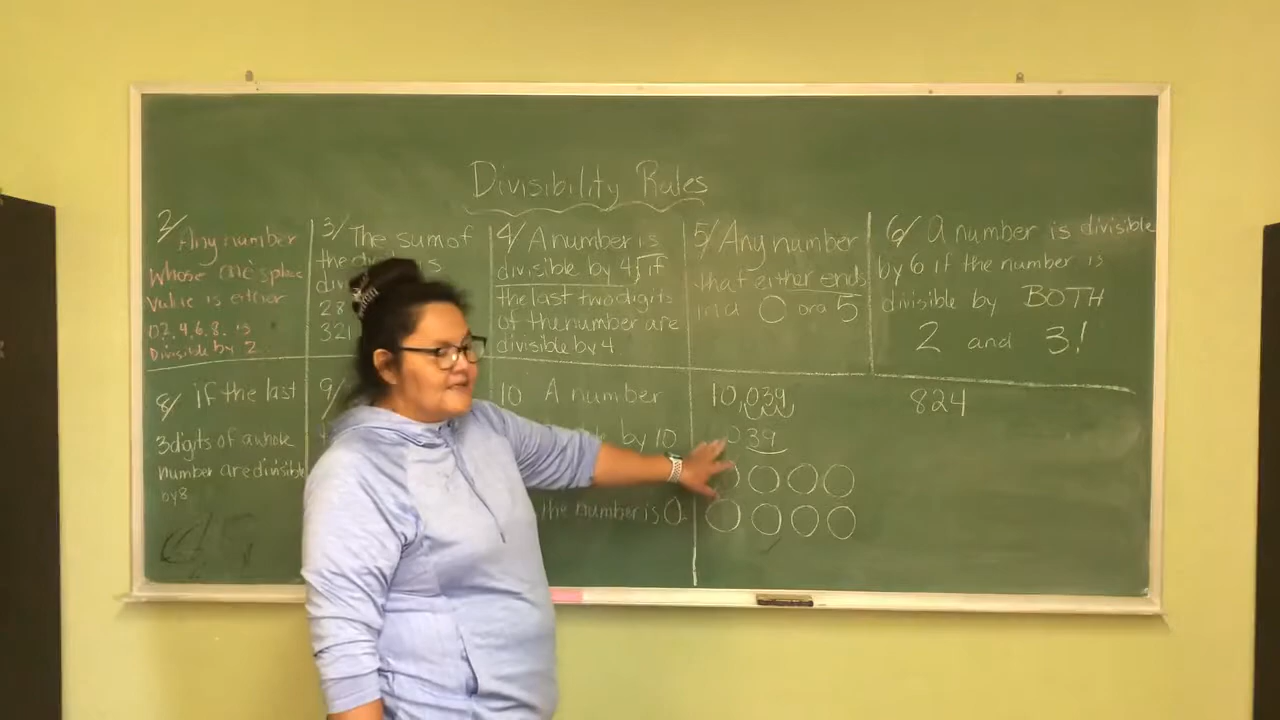 Divisibility Rules
2/ Any number
whose one's place
value is either
0,2,4,6,8. is
Divisible by 2
3/ The sum of
the
div
28
321
4/ A number is
divisible by 4, if
the last two digits
of the number are
divisible by 4
5/ Any number
that either ends
in a 0 or a 5
6/ A number is divisible
by 6 if the number is
divisible by BOTH
2 and 3!
8/ if the last
3 digits of a whole
number are divisible
by 8
9/
10 A number
by 10
the number is 0.
10,039
039
824